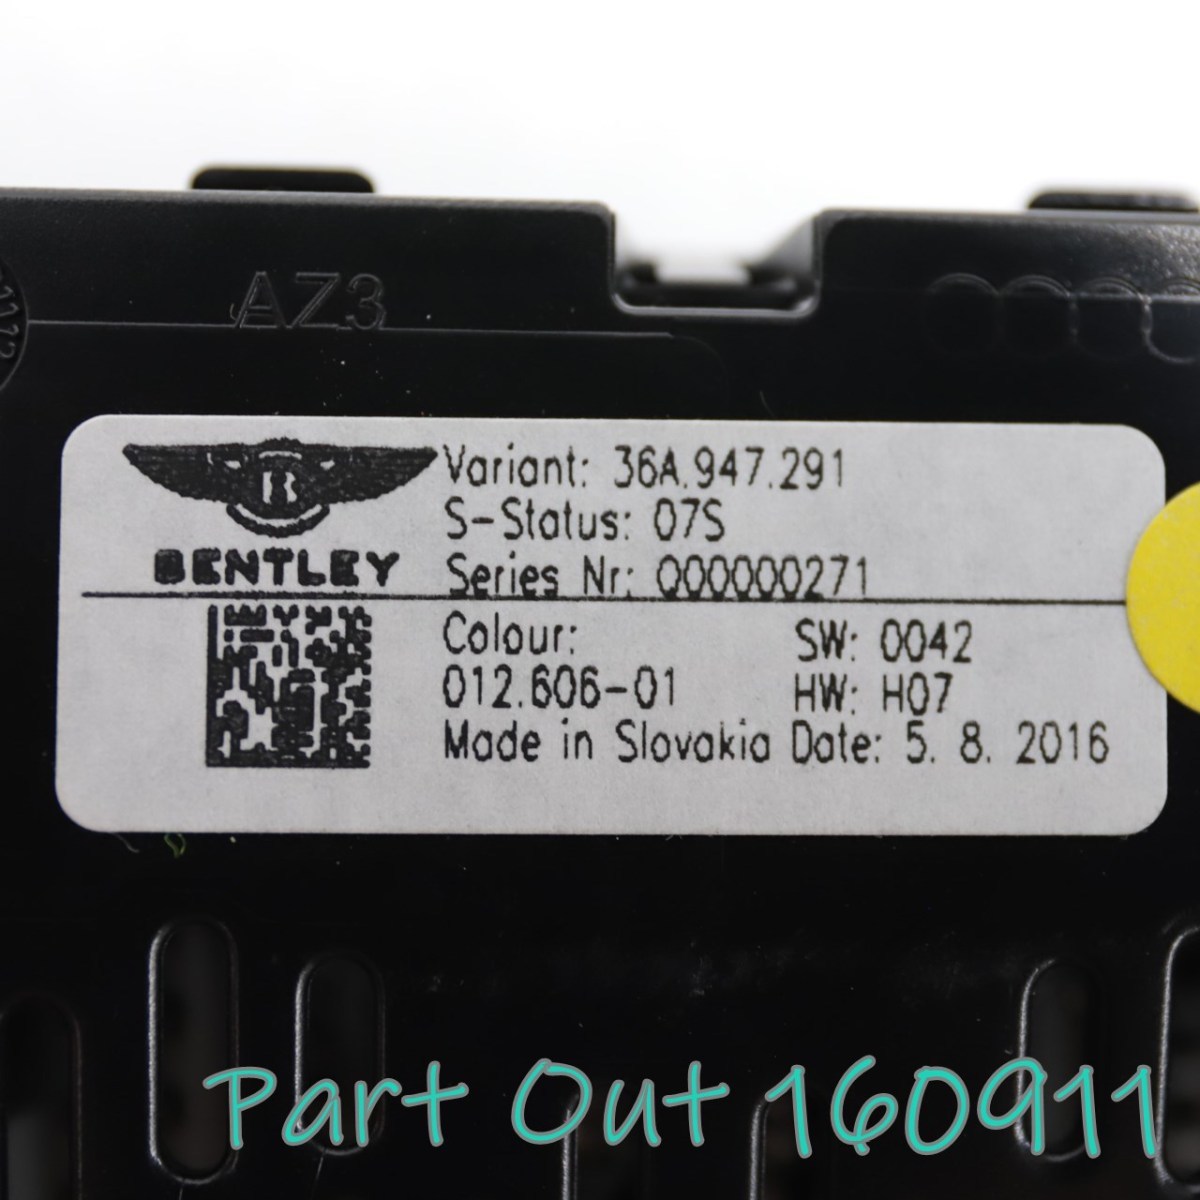 AZ3
BENTLEY
Variant: 36A.947.291
S-Status: 07S
Series Nr: 000000271
Colour:
012.606-01
SW: 0042
HW: H07
Made in Slovakia Date: 5. 8. 2016
Part Out 160911